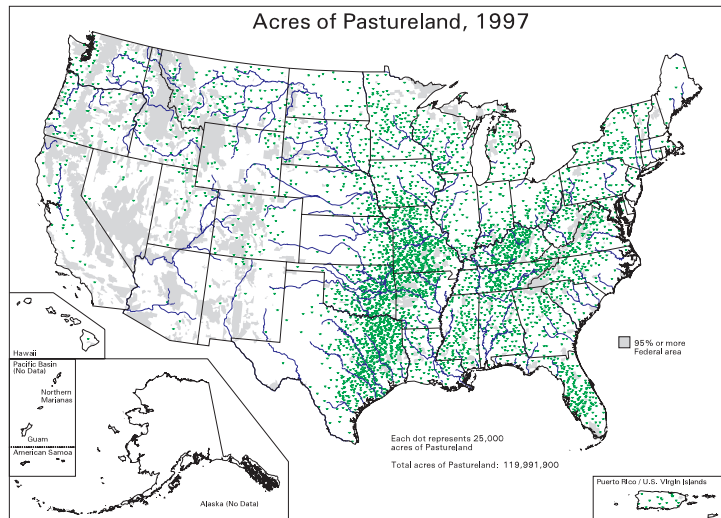 Acres of Pastureland, 1997
95% or more
Federal area
Hawaii
Pacific Basin
(No Data)
Northern
Marianas
Guam
American Samoa
Alaska (No Data)
Each dot represents 25,000
acres of Pastureland
Total acres of Pastureland: 119,991,900
Puerto Rico / U.S. Virgin Islands